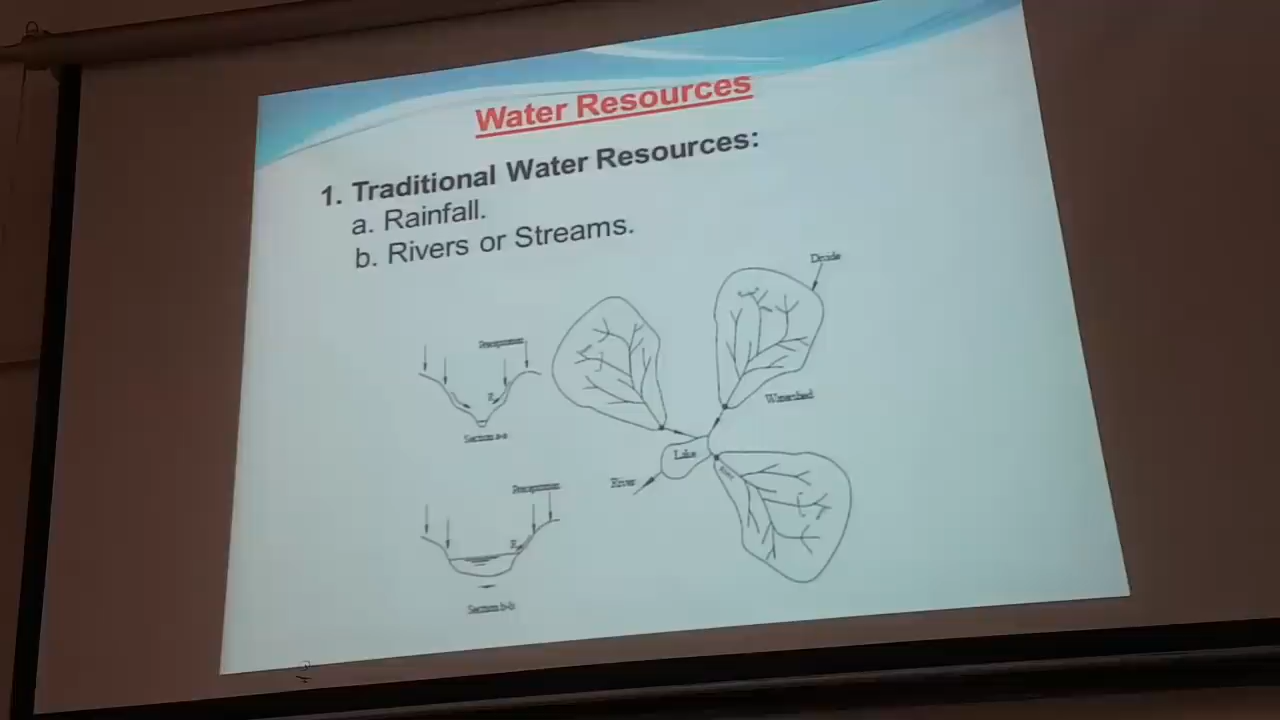 Water Resources
1. Traditional Water Resources:
a. Rainfall.
b. Rivers or Streams.
Divide
Precipitation
Watershed
Section a-a
Lake
River
Precipitation
Section b-b